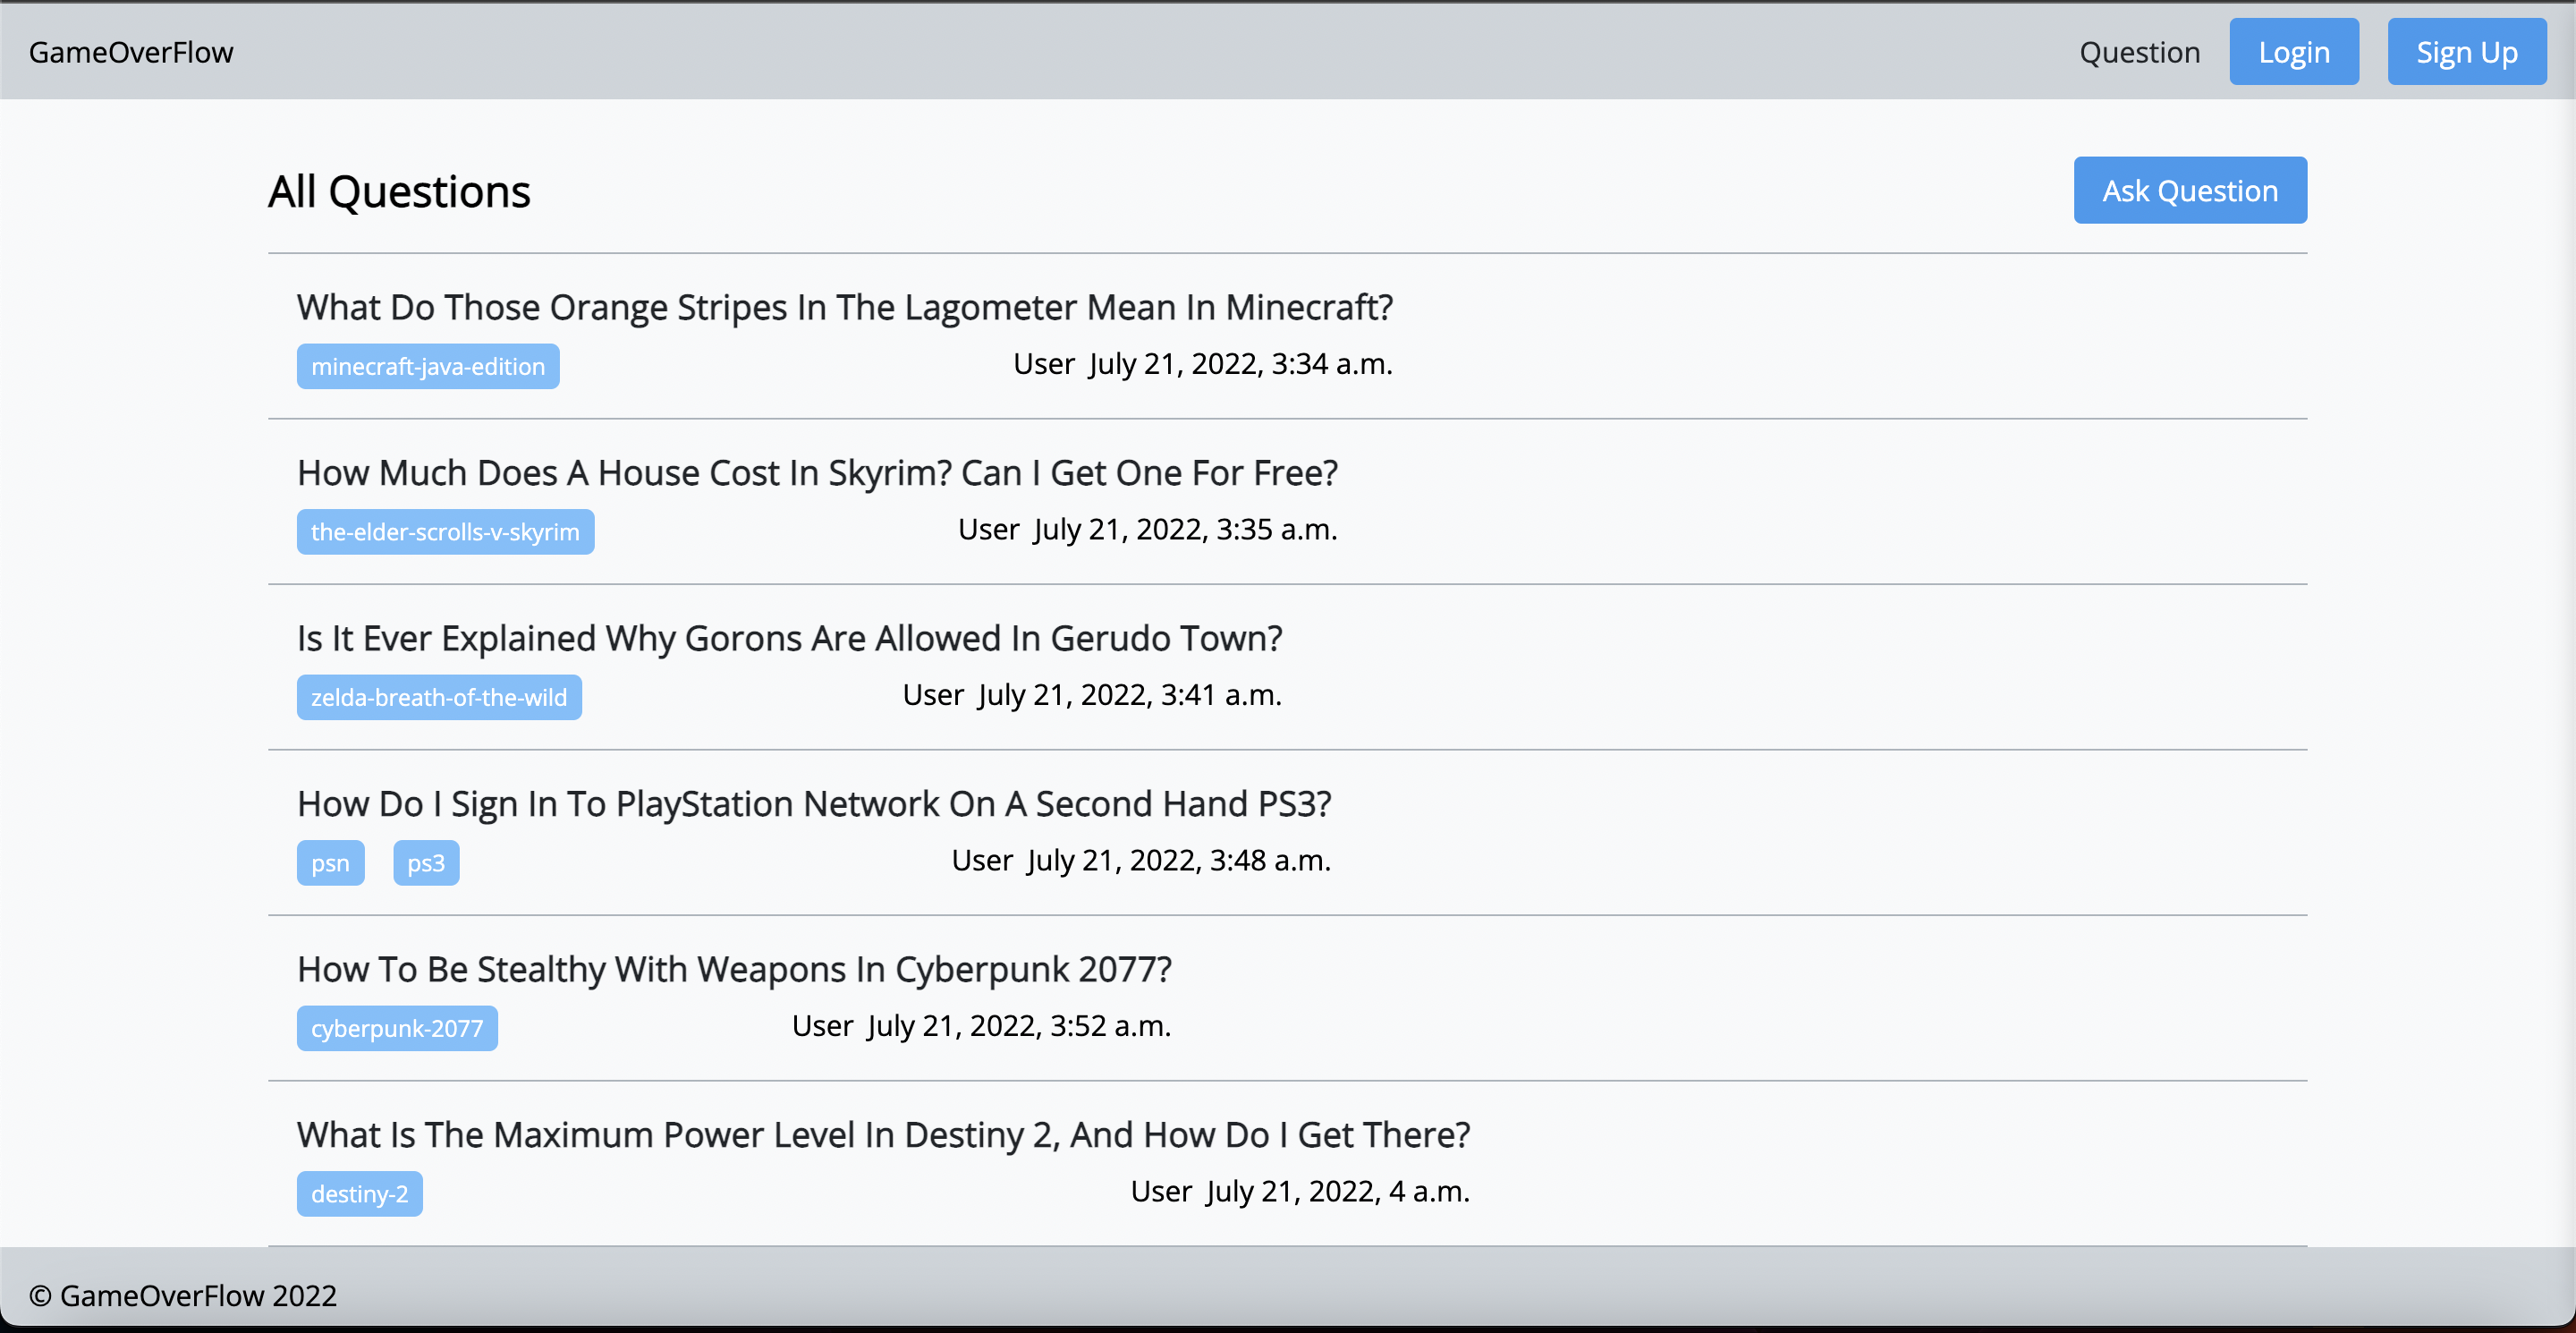 GameOverFlow Question Login Sign Up
All Questions Ask Question
What Do Those Orange Stripes In The Lagometer Mean In Minecraft?
minecraft-java-edition User July 21, 2022, 3:34 a.m.
How Much Does A House Cost In Skyrim? Can I Get One For Free?
the-elder-scrolls-v-skyrim User July 21, 2022, 3:35 a.m.
Is It Ever Explained Why Gorons Are Allowed In Gerudo Town?
zelda-breath-of-the-wild User July 21, 2022, 3:41 a.m.
How Do I Sign In To PlayStation Network On A Second Hand PS3?
psn ps3 User July 21, 2022, 3:48 a.m.
How To Be Stealthy With Weapons In Cyberpunk 2077?
cyberpunk-2077 User July 21, 2022, 3:52 a.m.
What Is The Maximum Power Level In Destiny 2, And How Do I Get There?
destiny-2 User July 21, 2022, 4 a.m.
© GameOverFlow 2022